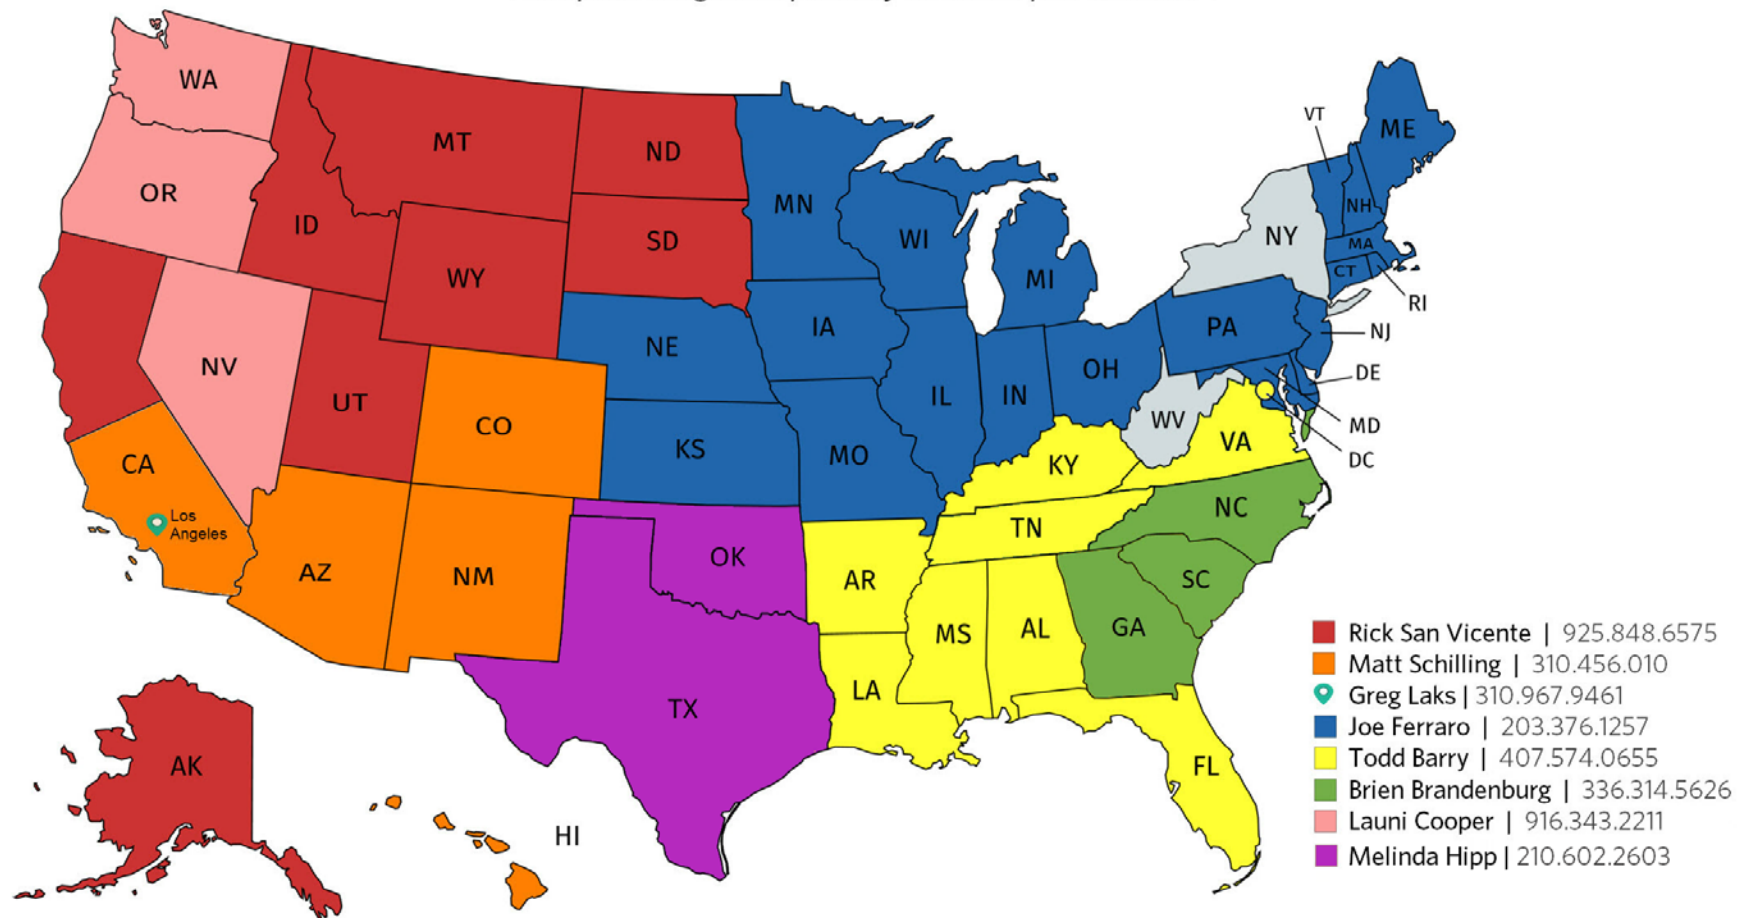 WA
OR
CA
Los
Angeles
NV
ID
MT
WY
UT
AZ
CO
NM
ND
SD
NE
KS
OK
TX
MN
IA
MO
AR
LA
WI
IL
MI
IN
OH
KY
TN
MS
AL
GA
FL
SC
NC
VA
WV
PA
NY
VT
NH
ME
MA
CT
RI
NJ
DE
MD
DC
AK
HI
Rick San Vicente | 925.848.6575
Matt Schilling | 310.456.010
Greg Laks | 310.967.9461
Joe Ferraro | 203.376.1257
Todd Barry | 407.574.0655
Brien Brandenburg | 336.314.5626
Launi Cooper | 916.343.2211
Melinda Hipp | 210.602.2603